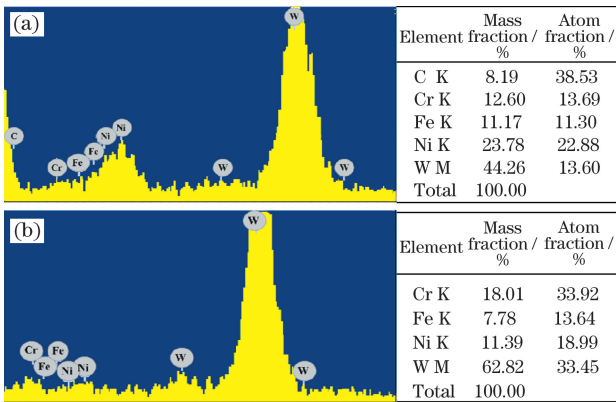 (a)
W
C
Cr
Fe
Fe
Ni
Ni
W
W
Element Mass fraction / % Atom fraction / %
C K 8.19 38.53
Cr K 12.60 13.69
Fe K 11.17 11.30
Ni K 23.78 22.88
W M 44.26 13.60
Total 100.00
(b)
W
Cr
Fe
Fe
Ni
Ni
W
W
Element Mass fraction / % Atom fraction / %
Cr K 18.01 33.92
Fe K 7.78 13.64
Ni K 11.39 18.99
W M 62.82 33.45
Total 100.00